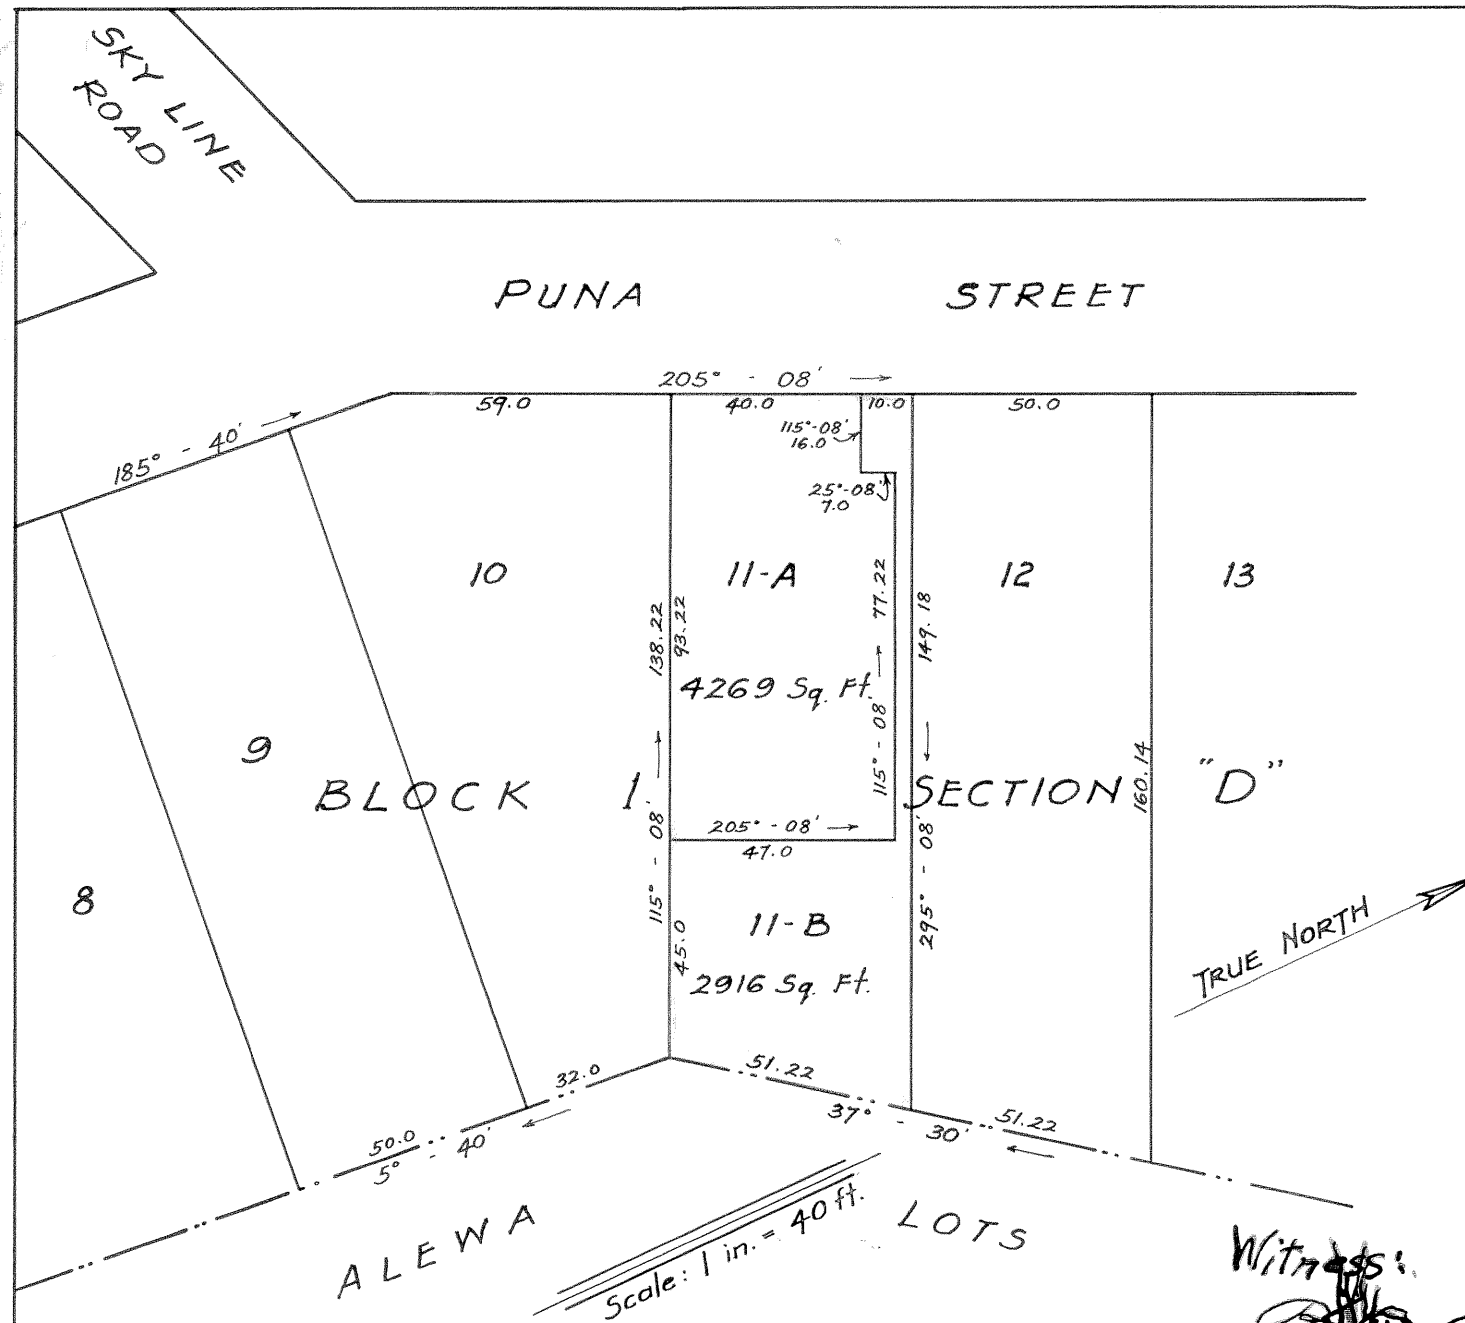 SKY LINE
ROAD
PUNA STREET
205° - 08' →
59.0 40.0 10.0 50.0
115°-08'
16.0
185° - 40' →
25°-08'
7.0
10 11-A 12 13
138.22
93.22
77.22
149.18
4269 Sq. Ft.
115° - 08'
9
BLOCK 1. SECTION "D"
160.14
205° - 08' →
47.0
115° - 08'
295° - 08'
8
11-B
45.0
2916 Sq. Ft.
TRUE NORTH
32.0
51.22
37° - 30'
51.22
50.0
5° - 40'
ALEWA LOTS
Scale: 1 in. = 40 ft.
Witness: